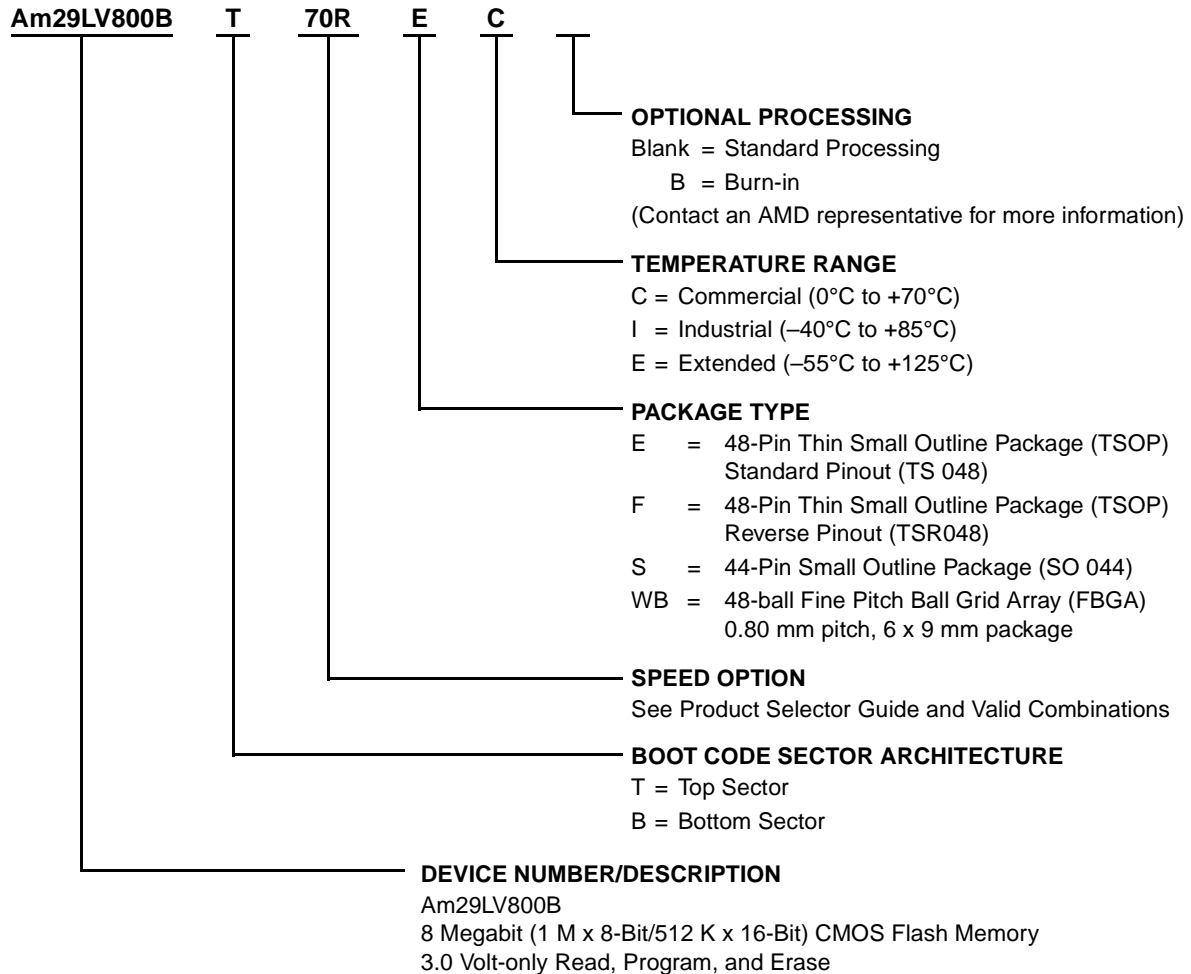 Am29LV800B T 70R E C
OPTIONAL PROCESSING
Blank = Standard Processing
B = Burn-in
(Contact an AMD representative for more information)
TEMPERATURE RANGE
C = Commercial (0°C to +70°C)
I = Industrial (–40°C to +85°C)
E = Extended (–55°C to +125°C)
PACKAGE TYPE
E = 48-Pin Thin Small Outline Package (TSOP)
Standard Pinout (TS 048)
F = 48-Pin Thin Small Outline Package (TSOP)
Reverse Pinout (TSR048)
S = 44-Pin Small Outline Package (SO 044)
WB = 48-ball Fine Pitch Ball Grid Array (FBGA)
0.80 mm pitch, 6 x 9 mm package
SPEED OPTION
See Product Selector Guide and Valid Combinations
BOOT CODE SECTOR ARCHITECTURE
T = Top Sector
B = Bottom Sector
DEVICE NUMBER/DESCRIPTION
Am29LV800B
8 Megabit (1 M x 8-Bit/512 K x 16-Bit) CMOS Flash Memory
3.0 Volt-only Read, Program, and Erase